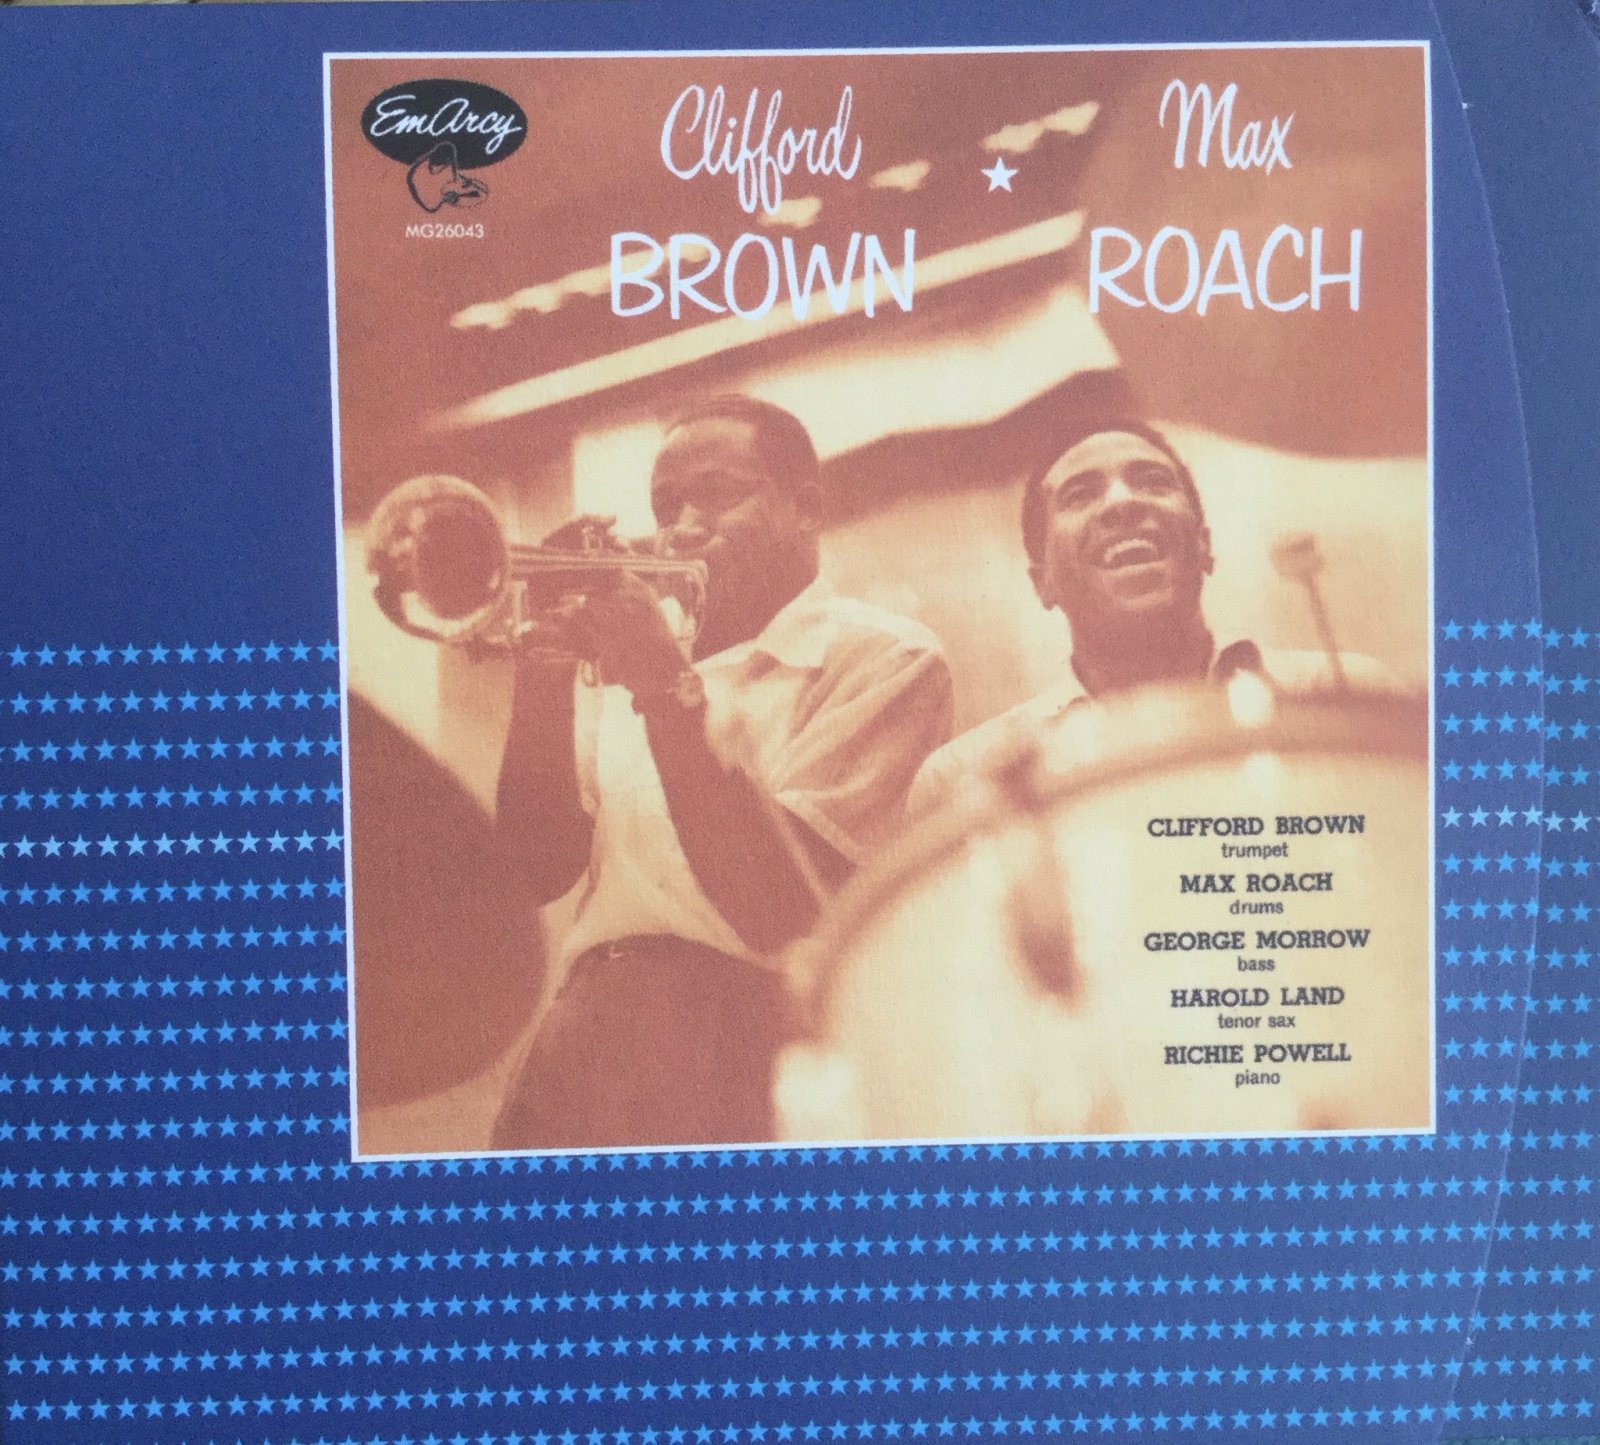 EmArcy
MG26043
Clifford
BROWN
Max
ROACH
CLIFFORD BROWN
trumpet
MAX ROACH
drums
GEORGE MORROW
bass
HAROLD LAND
tenor sax
RICHIE POWELL
piano